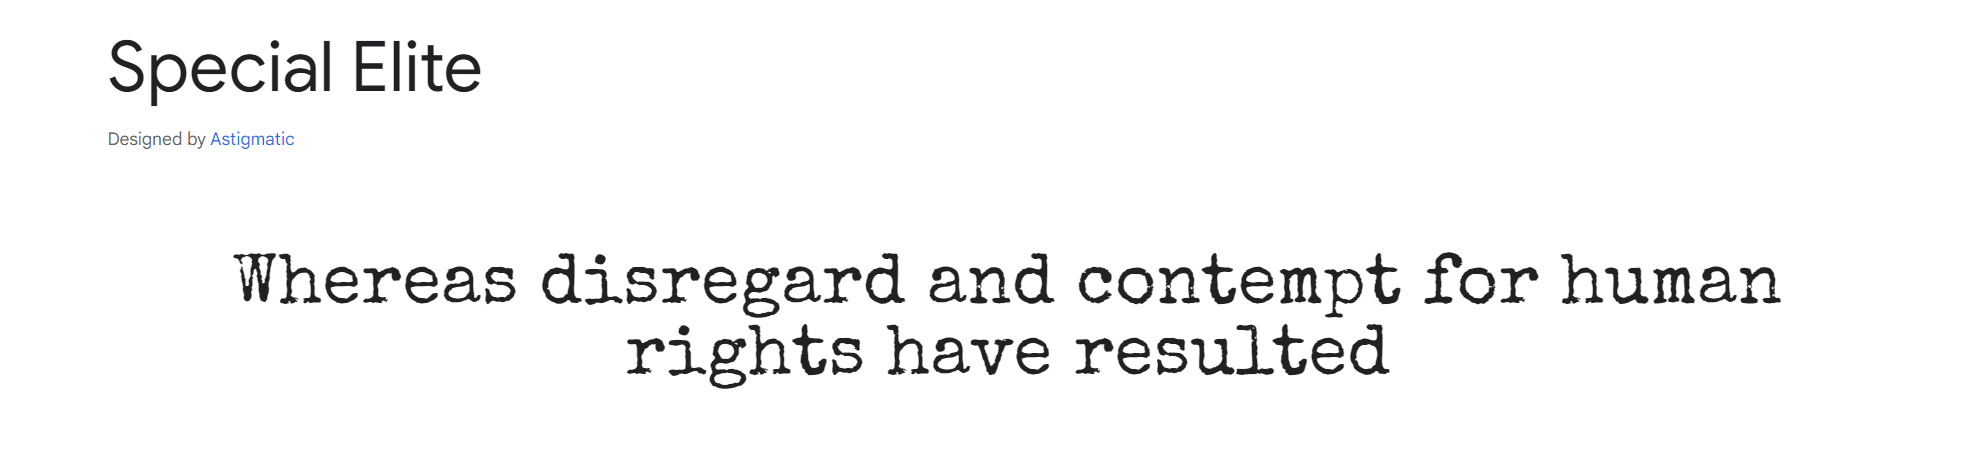 Special Elite
Designed by Astigmatic
Whereas disregard and contempt for human
rights have resulted